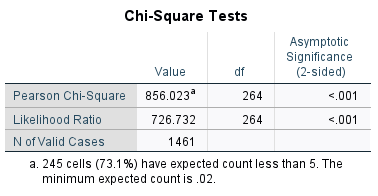 Chi-Square Tests
Asymptotic
Significance
Value df (2-sided)
Pearson Chi-Square 856.023a 264 <.001
Likelihood Ratio 726.732 264 <.001
N of Valid Cases 1461
a. 245 cells (73.1%) have expected count less than 5. The
minimum expected count is .02.